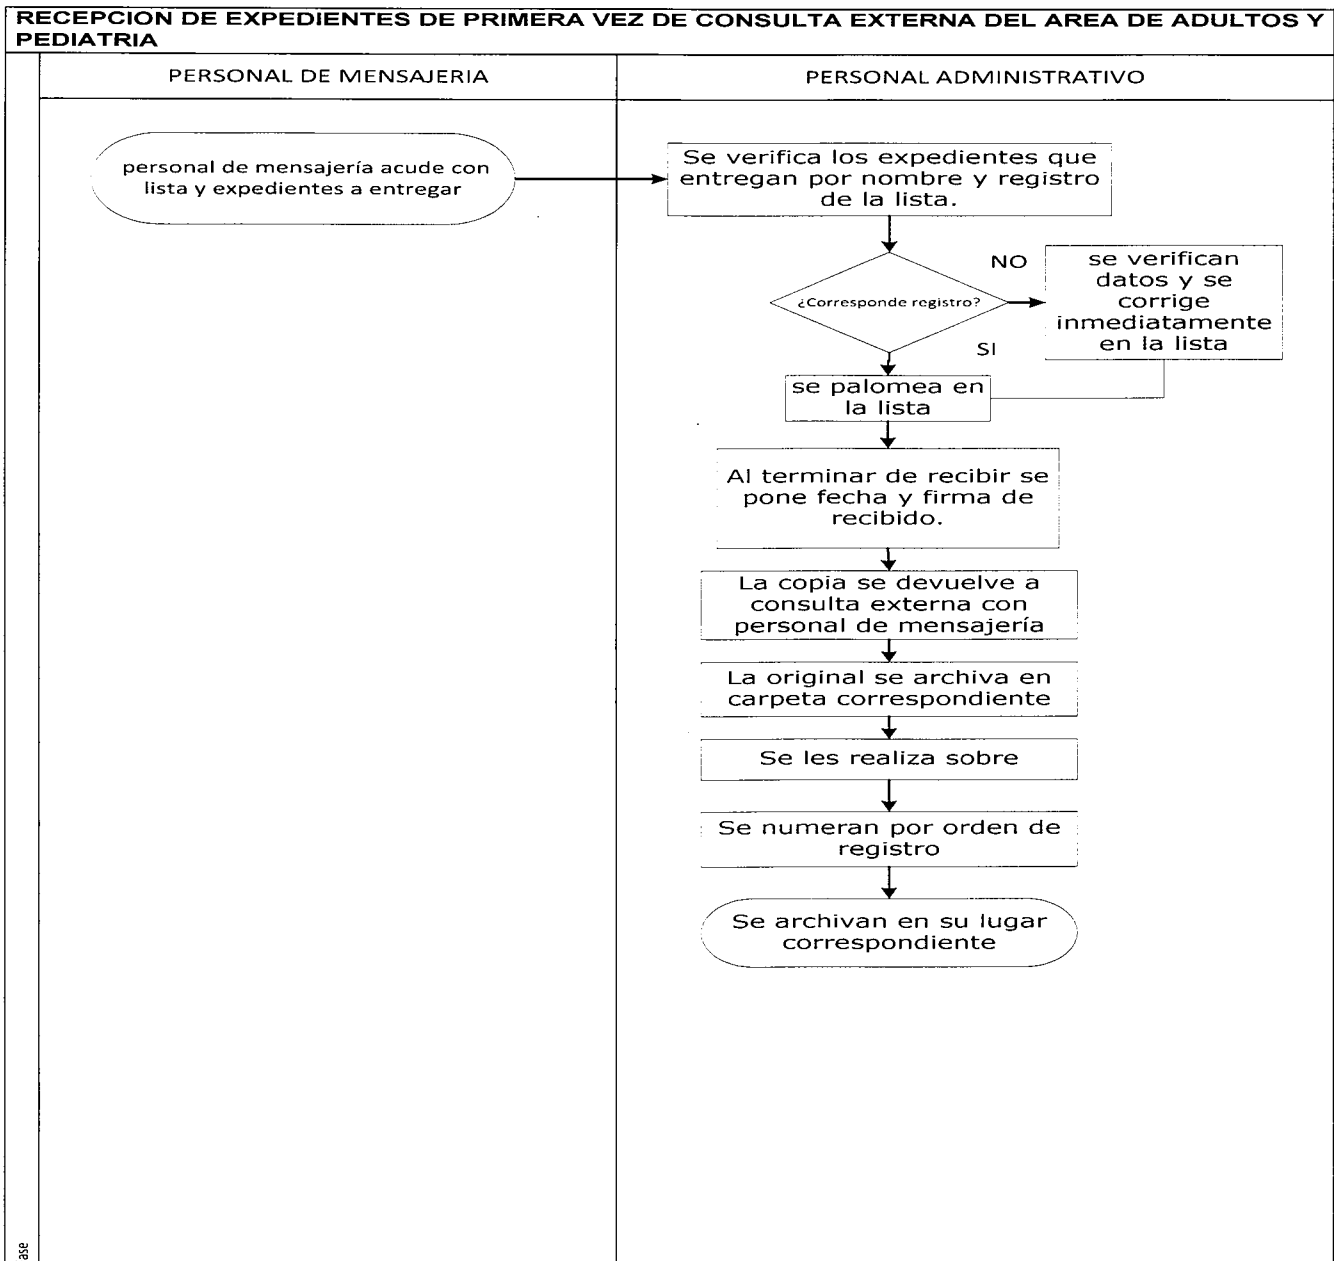 RECEPCION DE EXPEDIENTES DE PRIMERA VEZ DE CONSULTA EXTERNA DEL AREA DE ADULTOS Y
PEDIATRIA
PERSONAL DE MENSAJERIA
PERSONAL ADMINISTRATIVO
personal de mensajería acude con
lista y expedientes a entregar
Se verifica los expedientes que
entregan por nombre y registro
de la lista.
¿Corresponde registro?
NO
se verifican
datos y se
corrige
inmediatamente
en la lista
SI
se palomea en
la lista
Al terminar de recibir se
pone fecha y firma de
recibido.
La copia se devuelve a
consulta externa con
personal de mensajería
La original se archiva en
carpeta correspondiente
Se les realiza sobre
Se numeran por orden de
registro
Se archivan en su lugar
correspondiente
ase